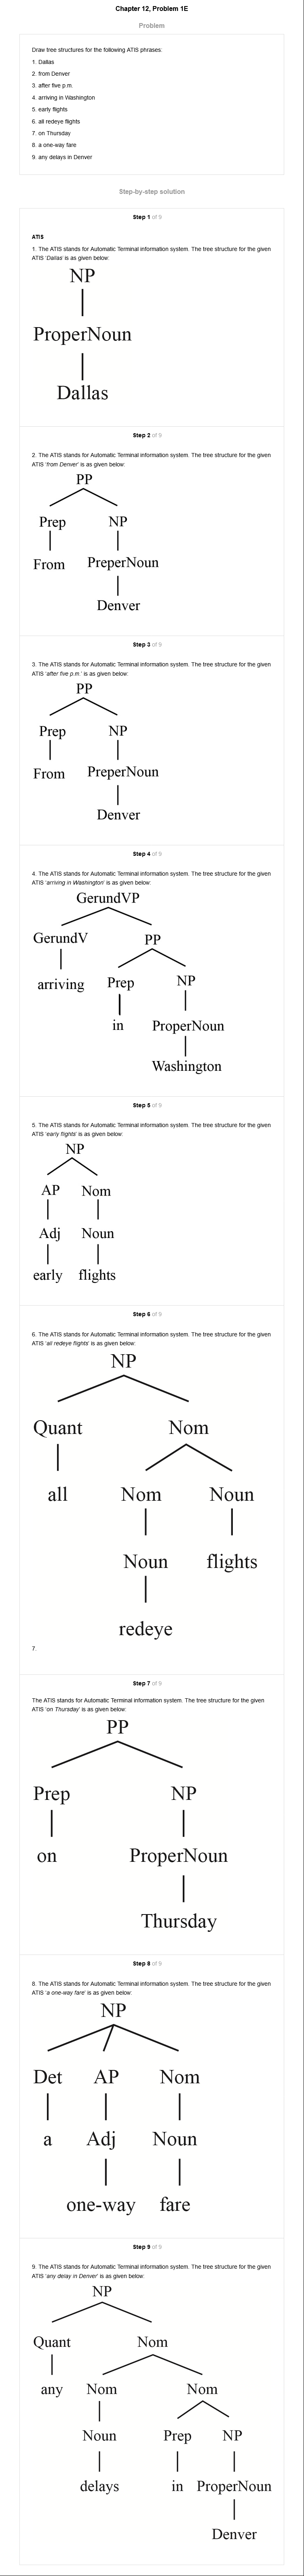 Chapter 12, Problem 1E
Problem
Draw tree structures for the following ATIS phrases:
1. Dallas
2. from Denver
3. after five p.m.
4. arriving in Washington
5. early flights
6. all redeye flights
7. on Thursday
8. a one-way fare
9. any delays in Denver
Step-by-step solution
Step 1 of 9
ATIS
1. The ATIS stands for Automatic Terminal information system. The tree structure for the given
ATIS 'Dallas' is as given below:
NP
ProperNoun
Dallas
Step 2 of 9
2. The ATIS stands for Automatic Terminal information system. The tree structure for the given
ATIS 'from Denver' is as given below:
PP
Prep NP
From PreperNoun
Denver
Step 3 of 9
3. The ATIS stands for Automatic Terminal information system. The tree structure for the given
ATIS 'after five p.m.' is as given below:
PP
Prep NP
From PreperNoun
Denver
Step 4 of 9
4. The ATIS stands for Automatic Terminal information system. The tree structure for the given
ATIS 'arriving in Washington' is as given below:
GerundVP
GerundV PP
arriving Prep NP
in ProperNoun
Washington
Step 5 of 9
5. The ATIS stands for Automatic Terminal information system. The tree structure for the given
ATIS 'early flights' is as given below:
NP
AP Nom
Adj Noun
early flights
Step 6 of 9
6. The ATIS stands for Automatic Terminal information system. The tree structure for the given
ATIS 'all redeye flights' is as given below:
NP
Quant Nom
all Nom Noun
Noun flights
redeye
7.
Step 7 of 9
The ATIS stands for Automatic Terminal information system. The tree structure for the given
ATIS 'on Thursday' is as given below:
PP
Prep NP
on ProperNoun
Thursday
Step 8 of 9
8. The ATIS stands for Automatic Terminal information system. The tree structure for the given
ATIS 'a one-way fare' is as given below:
NP
Det AP Nom
a Adj Noun
one-way fare
Step 9 of 9
9. The ATIS stands for Automatic Terminal information system. The tree structure for the given
ATIS 'any delay in Denver' is as given below:
NP
Quant Nom
any Nom Nom
Noun Prep NP
delays in ProperNoun
Denver